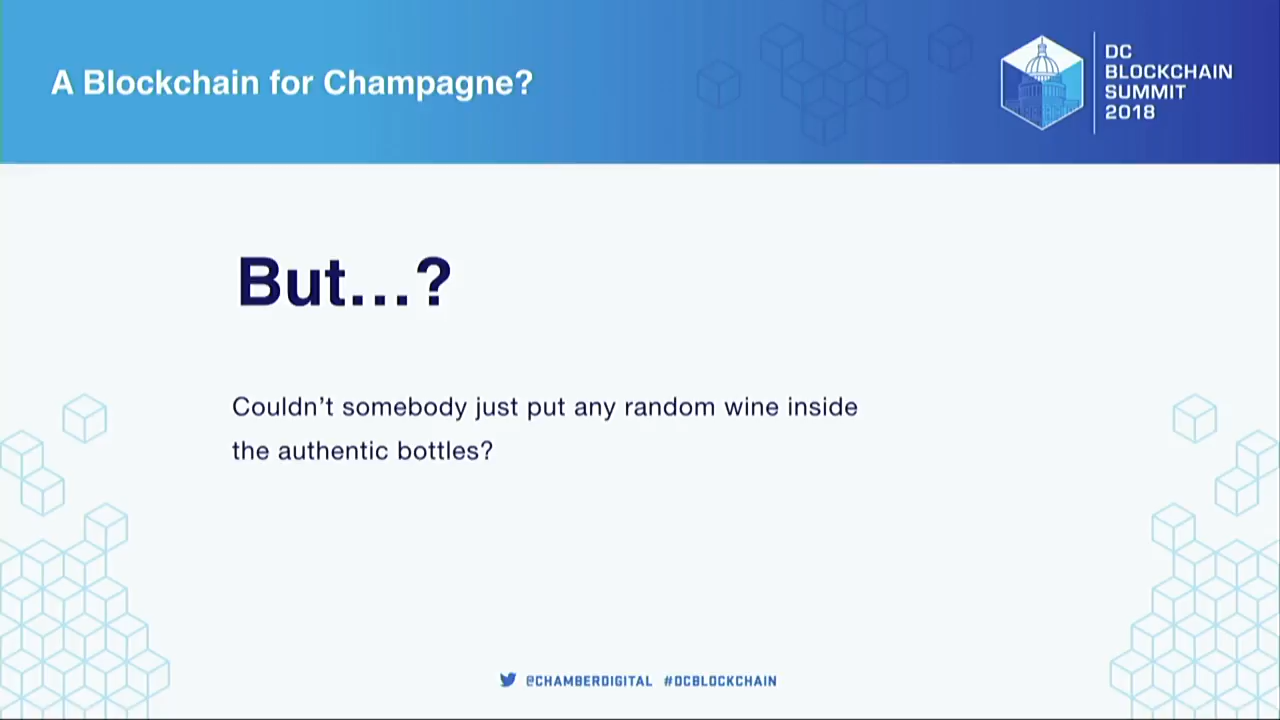 A Blockchain for Champagne?
DC
BLOCKCHAIN
SUMMIT
2018
But...?
Couldn’t somebody just put any random wine inside
the authentic bottles?
@CHAMBERDIGITAL #DCBLOCKCHAIN